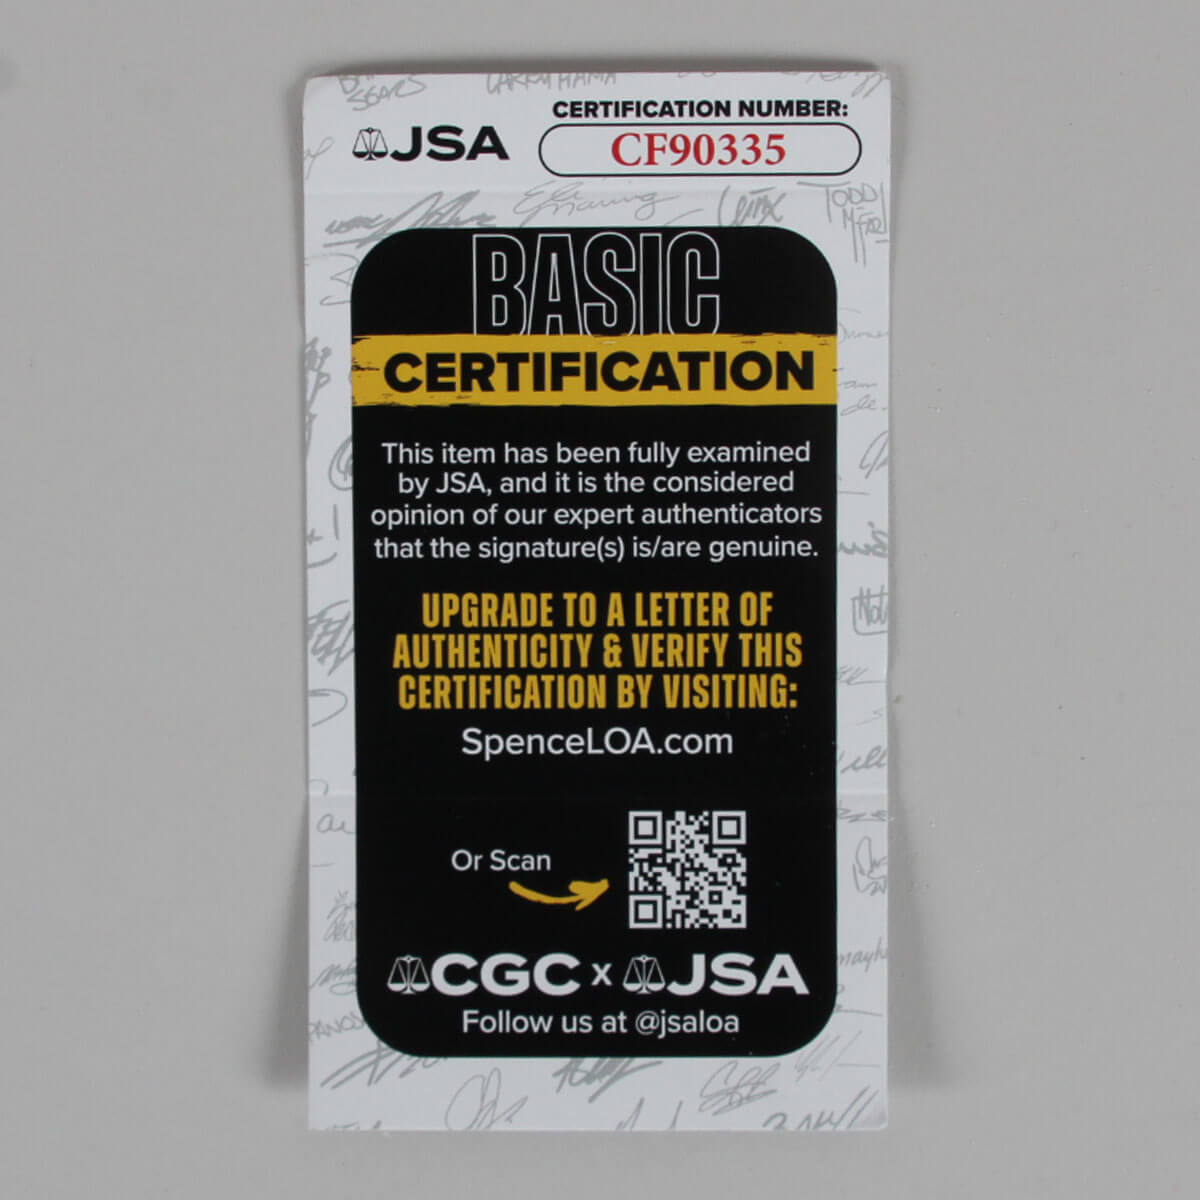 CERTIFICATION NUMBER:
JSA
CF90335
BASIC
CERTIFICATION
This item has been fully examined
by JSA, and it is the considered
opinion of our expert authenticators
that the signature(s) is/are genuine.
UPGRADE TO A LETTER OF
AUTHENTICITY & VERIFY THIS
CERTIFICATION BY VISITING:
SpenceLOA.com
Or Scan
CGC x JSA
Follow us at @jsaloa